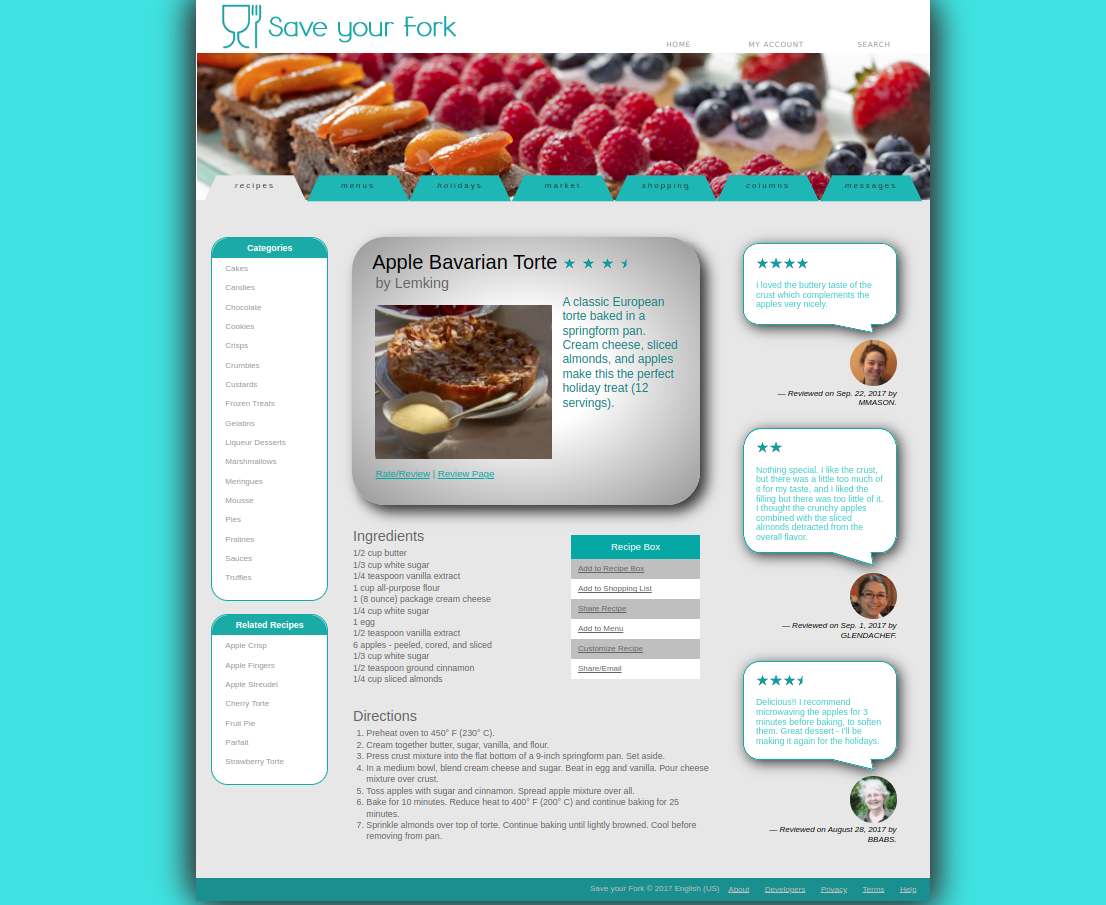 Save your Fork
HOME MY ACCOUNT SEARCH
recipes menus holidays market shopping columns messages
Categories
Cakes
Candies
Chocolate
Cookies
Crisps
Crumbles
Custards
Frozen Treats
Gelatins
Liqueur Desserts
Marshmallows
Meringues
Mousse
Pies
Pralines
Sauces
Truffles
Related Recipes
Apple Crisp
Apple Fingers
Apple Streudel
Cherry Torte
Fruit Pie
Parfait
Strawberry Torte
Apple Bavarian Torte
by Lemking
A classic European
torte baked in a
springform pan.
Cream cheese, sliced
almonds, and apples
make this the perfect
holiday treat (12
servings).
Rate/Review | Review Page
Ingredients
1/2 cup butter
1/3 cup white sugar
1/4 teaspoon vanilla extract
1 cup all-purpose flour
1 (8 ounce) package cream cheese
1/4 cup white sugar
1 egg
1/2 teaspoon vanilla extract
6 apples - peeled, cored, and sliced
1/3 cup white sugar
1/2 teaspoon ground cinnamon
1/4 cup sliced almonds
Recipe Box
Add to Recipe Box
Add to Shopping List
Share Recipe
Add to Menu
Customize Recipe
Share/Email
Directions
1. Preheat oven to 450° F (230° C).
2. Cream together butter, sugar, vanilla, and flour.
3. Press crust mixture into the flat bottom of a 9-inch springform pan. Set aside.
4. In a medium bowl, blend cream cheese and sugar. Beat in egg and vanilla. Pour cheese
mixture over crust.
5. Toss apples with sugar and cinnamon. Spread apple mixture over all.
6. Bake for 10 minutes. Reduce heat to 400° F (200° C) and continue baking for 25
minutes.
7. Sprinkle almonds over top of torte. Continue baking until lightly browned. Cool before
removing from pan.
I loved the buttery taste of the
crust which complements the
apples very nicely.
— Reviewed on Sep. 22, 2017 by
MMASON.
Nothing special. I like the crust,
but there was a little too much of
it for my taste, and I liked the
filling but there was too little of it.
I thought the crunchy apples
combined with the sliced
almonds detracted from the
overall flavor.
— Reviewed on Sep. 1, 2017 by
GLENDACHEF.
Delicious!! I recommend
microwaving the apples for 3
minutes before baking, to soften
them. Great dessert - I'll be
making it again for the holidays.
— Reviewed on August 28, 2017 by
BBABS.
Save your Fork © 2017 English (US) About Developers Privacy Terms Help